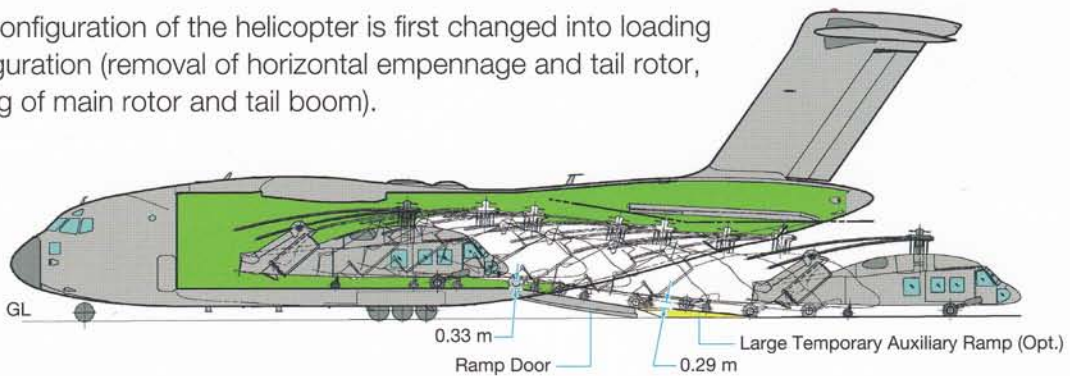 onfiguration of the helicopter is first changed into loading
guration (removal of horizontal empennage and tail rotor,
g of main rotor and tail boom).
GL
0.33 m
Large Temporary Auxiliary Ramp (Opt.)
Ramp Door
0.29 m